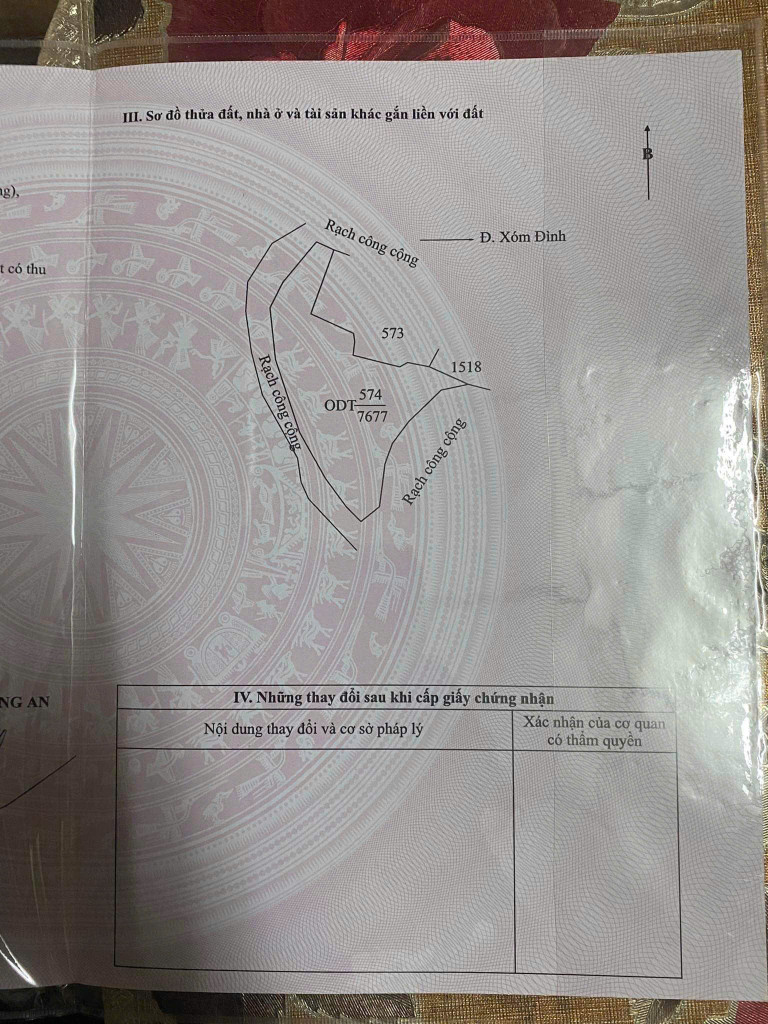 III. Sơ đồ thửa đất, nhà ở và tài sản khác gắn liền với đất
B
g),
Rạch công cộng
Đ. Xóm Đình
t có thu
573
1518
Rạch công cộng
ODT 574
7677
Rạch công cộng
NG AN
IV. Những thay đổi sau khi cấp giấy chứng nhận
Nội dung thay đổi và cơ sở pháp lý
Xác nhận của cơ quan
có thẩm quyền